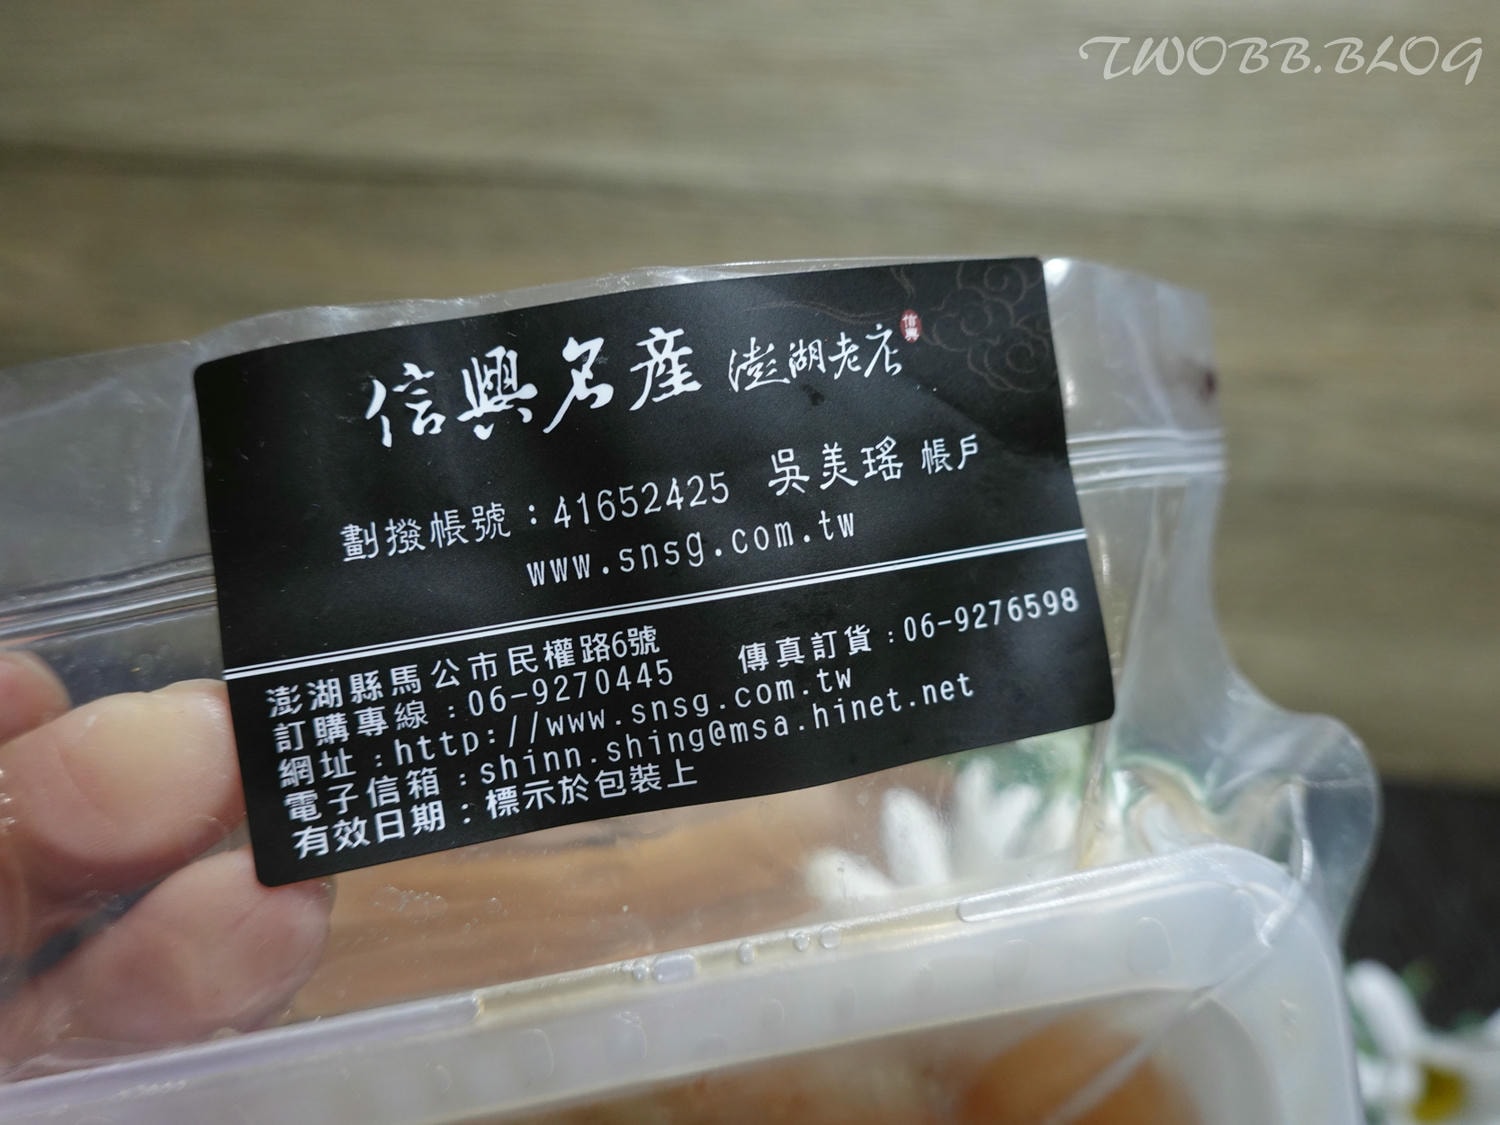 TWOBB.BLOG
信興名產 澎湖老店 信興
劃撥帳號：41652425 吳美瑤 帳戶
www.snsg.com.tw
澎湖縣馬公市民權路6號
訂購專線：06-9270445 傳真訂貨：06-9276598
網址：http://www.snsg.com.tw
電子信箱：shinn.shing@msa.hinet.net
有效日期：標示於包裝上